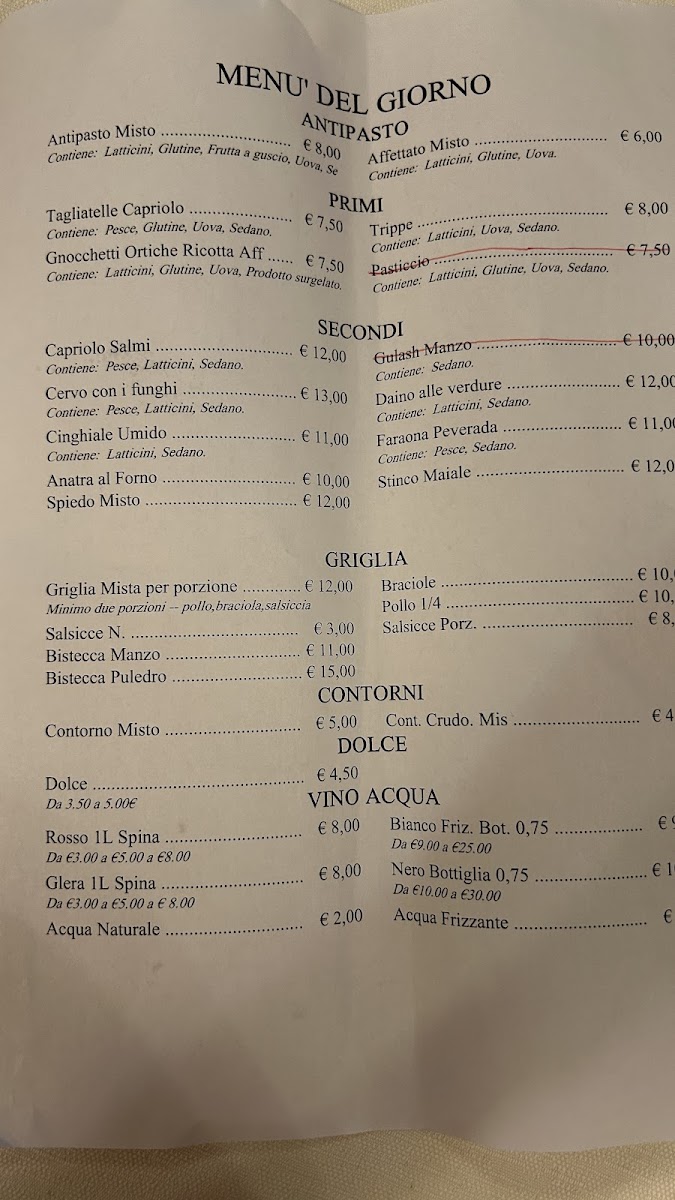 MENU' DEL GIORNO
ANTIPASTO
Antipasto Misto ........................... € 8,00
Contiene: Latticini, Glutine, Frutta a guscio, Uova, Se
Affettato Misto ........................... € 6,00
Contiene: Latticini, Glutine, Uova.
PRIMI
Tagliatelle Capriolo ..................... € 7,50
Contiene: Pesce, Glutine, Uova, Sedano.
Gnocchetti Ortiche Ricotta Aff ...... € 7,50
Contiene: Latticini, Glutine, Uova, Prodotto surgelato.
Trippe ........................................ € 8,00
Contiene: Latticini, Uova, Sedano.
Pasticcio ..................................... € 7,50
Contiene: Latticini, Glutine, Uova, Sedano.
SECONDI
Capriolo Salmi ............................ € 12,00
Contiene: Pesce, Latticini, Sedano.
Cervo con i funghi ....................... € 13,00
Contiene: Pesce, Latticini, Sedano.
Cinghiale Umido ......................... € 11,00
Contiene: Latticini, Sedano.
Anatra al Forno ........................... € 10,00
Spiedo Misto .............................. € 12,00
Gulash Manzo ............................. € 10,00
Contiene: Sedano.
Daino alle verdure ....................... € 12,00
Contiene: Latticini, Sedano.
Faraona Peverada ........................ € 11,00
Contiene: Pesce, Sedano.
Stinco Maiale .............................. € 12,0
GRIGLIA
Griglia Mista per porzione ............ € 12,00
Minimo due porzioni -- pollo,braciola,salsiccia
Salsicce N. .................................. € 3,00
Bistecca Manzo ........................... € 11,00
Bistecca Puledro .......................... € 15,00
Braciole ...................................... € 10,
Pollo 1/4 ..................................... € 10,
Salsicce Porz. .............................. € 8,
CONTORNI
Contorno Misto ........................... € 5,00
Cont. Crudo. Mis ......................... € 4
DOLCE
Dolce .......................................... € 4,50
Da 3.50 a 5.00€
VINO ACQUA
Rosso 1L Spina ........................... € 8,00
Da €3.00 a €5.00 a €8.00
Glera 1L Spina ............................ € 8,00
Da €3.00 a €5.00 a € 8.00
Acqua Naturale ........................... € 2,00
Bianco Friz. Bot. 0,75 .................. €
Da €9.00 a €25.00
Nero Bottiglia 0,75 ...................... € 1
Da €10.00 a €30.00
Acqua Frizzante .......................... €